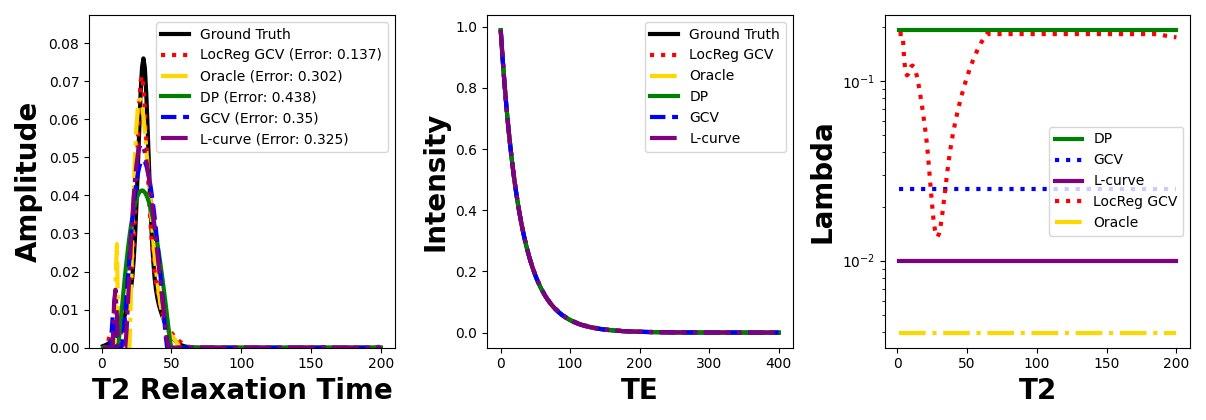 Amplitude
0.08
0.07
0.06
0.05
0.04
0.03
0.02
0.01
0.00
Ground Truth
LocReg GCV (Error: 0.137)
Oracle (Error: 0.302)
DP (Error: 0.438)
GCV (Error: 0.35)
L-curve (Error: 0.325)
0 50 100 150 200
T2 Relaxation Time
Intensity
1.0
0.8
0.6
0.4
0.2
0.0
Ground Truth
LocReg GCV
Oracle
DP
GCV
L-curve
0 100 200 300 400
TE
Lambda
10⁻¹
10⁻²
DP
GCV
L-curve
LocReg GCV
Oracle
0 50 100 150 200
T2